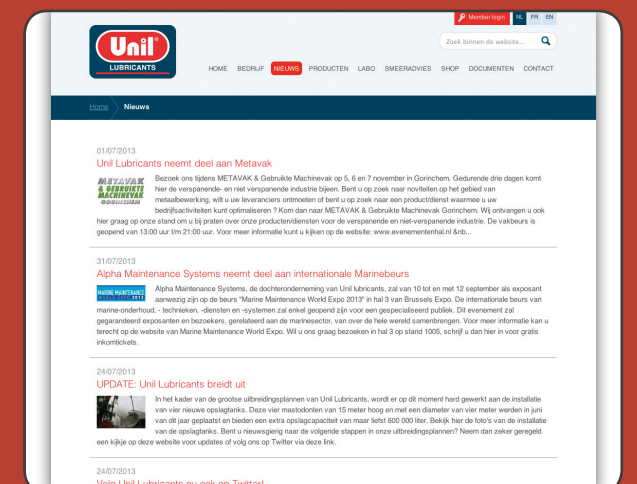 Member login NL FR EN
Unil
LUBRICANTS
Zoek binnen de website...
HOME BEDRIJF NIEUWS PRODUCTEN LABO SMEERADVIES SHOP DOCUMENTEN CONTACT
Home Nieuws
01/07/2013
Unil Lubricants neemt deel aan Metavak
METAVAK
& GEBRUIKTE
MACHINEVAK
GORINCHEM
Bezoek ons tijdens METAVAK & Gebruikte Machinevak op 5, 6 en 7 november in Gorinchem. Gedurende drie dagen komt
hier de verspanende- en niet verspanende industrie bijeen. Bent u op zoek naar noviteiten op het gebied van
metaalbewerking, wilt u uw leveranciers ontmoeten of bent u op zoek naar een product/dienst waarmee u uw
bedrijfsactiviteiten kunt optimaliseren ? Kom dan naar METAVAK & Gebruikte Machinevak Gorinchem. Wij ontvangen u ook
hier graag op onze stand om u bij praten over onze producten/diensten voor de verspanende en niet-verspanende industrie. De vakbeurs is
geopend van 13:00 uur t/m 21:00 uur. Voor meer informatie kunt u kijken op de website: www.evenementenhal.nl &nb...
31/07/2013
Alpha Maintenance Systems neemt deel aan internationale Marinebeurs
MARINE MAINTENANCE
WORLD EXPO 2013
Alpha Maintenance Systems, de dochteronderneming van Unil lubricants, zal van 10 tot en met 12 september als exposant
aanwezig zijn op de beurs "Marine Maintenance World Expo 2013" in hal 3 van Brussels Expo. De internationale beurs van
marine-onderhoud, - technieken, -diensten en -systemen zal enkel geopend zijn voor een gespecialiseerd publiek. Dit evenement zal
gegarandeerd exposanten en bezoekers, gerelateerd aan de marinesector, van over de hele wereld samenbrengen. Voor meer informatie kan u
terecht op de website van Marine Maintenance World Expo. Wil u ons graag bezoeken in hal 3 op stand 1005, schrijf u dan hier in voor gratis
inkomtickets.
24/07/2013
UPDATE: Unil Lubricants breidt uit
In het kader van de grootse uitbreidingsplannen van Unil Lubricants, wordt er op dit moment hard gewerkt aan de installatie
van vier nieuwe opslagtanks. Deze vier mastodonten van 15 meter hoog en met een diameter van vier meter werden in juni
van dit jaar geplaatst en bieden een extra opslagcapaciteit van maar liefst 600 000 liter. Bekijk hier de foto's van de installatie
van de opslagtanks. Bent u nieuwsgierig naar de volgende stappen in onze uitbreidingsplannen? Neem dan zeker geregeld
een kijkje op deze website voor updates of volg ons op Twitter via deze link.
24/07/2013
Volg Unil Lubricants nu ook op Twitter!